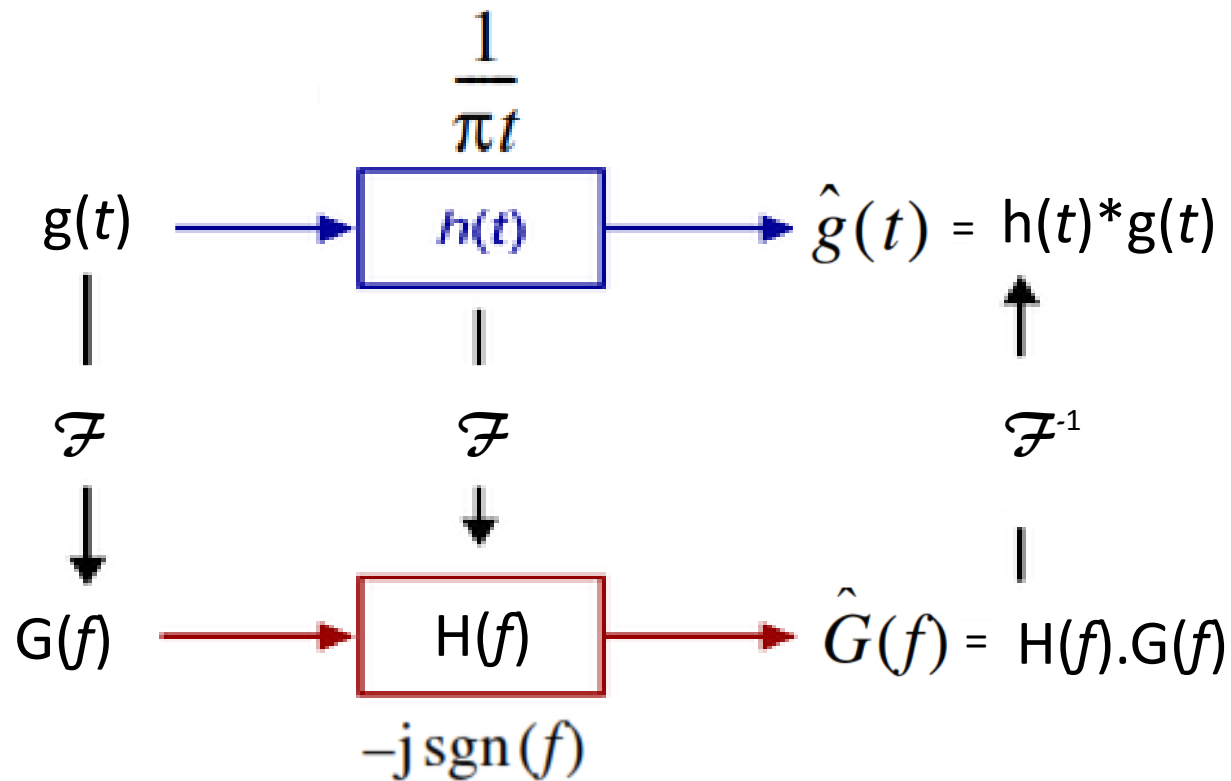 1
πt
g(t) h(t) ĝ(t) = h(t)*g(t)
ℱ ℱ ℱ-1
G(f) H(f) Ĝ(f) = H(f).G(f)
−j sgn(f)